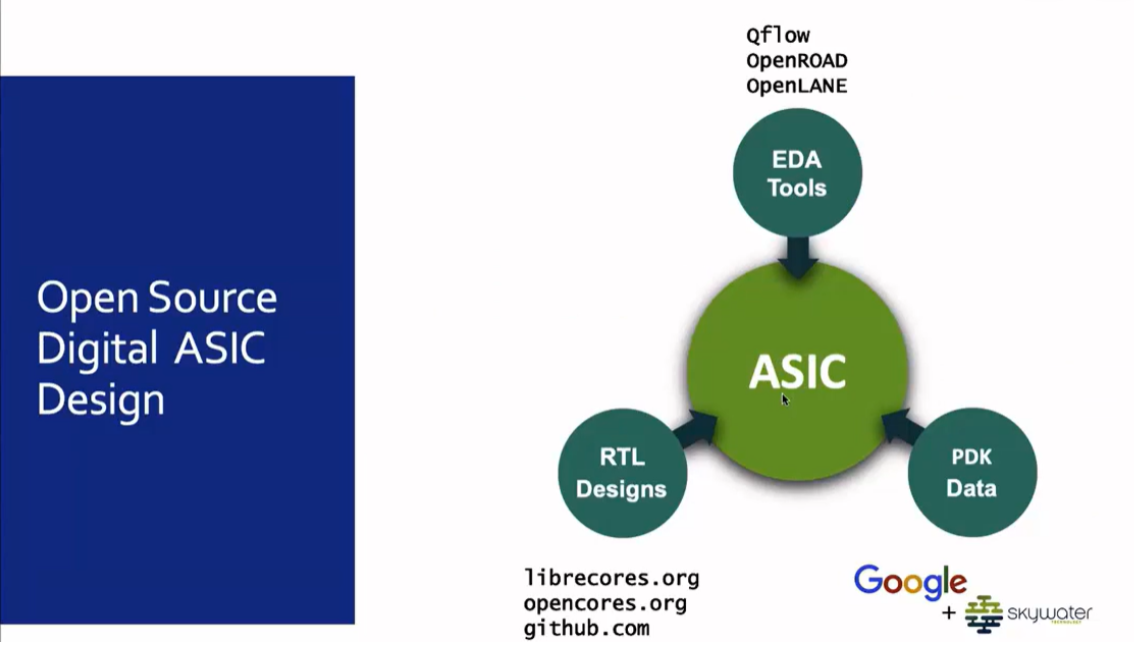 Open Source
Digital ASIC
Design
Qflow
OpenROAD
OpenLANE
EDA
Tools
ASIC
RTL
Designs
PDK
Data
librecores.org
opencores.org
github.com
Google
+
skywater
TECHNOLOGY